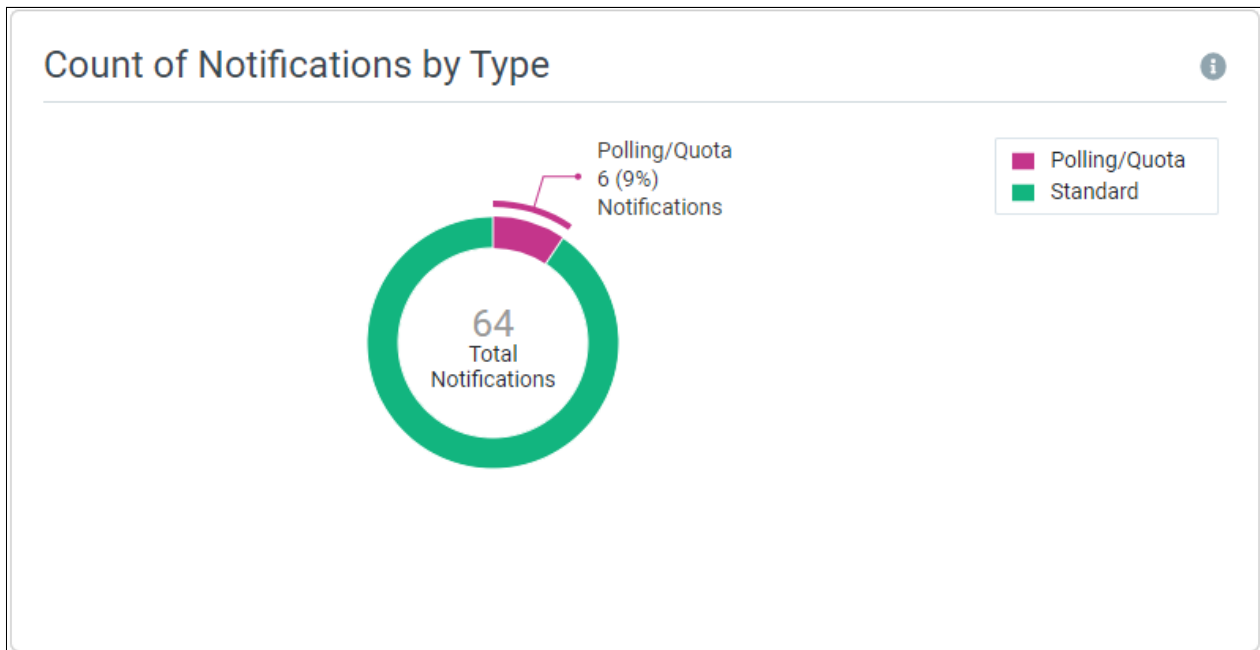 Count of Notifications by Type
Polling/Quota
6 (9%)
Notifications
Polling/Quota
Standard
64
Total
Notifications